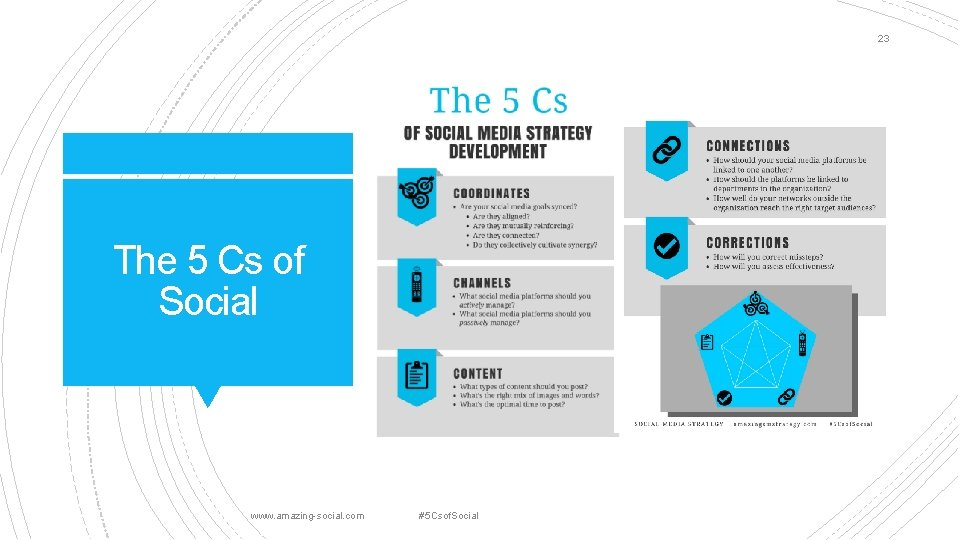 23
The 5 Cs of
Social
The 5 Cs
OF SOCIAL MEDIA STRATEGY
DEVELOPMENT
COORDINATES
• Are your social media goals synced?
• Are they aligned?
• Are they mutually reinforcing?
• Are they connected?
• Do they collectively cultivate synergy?
CHANNELS
• What social media platforms should you
actively manage?
• What social media platforms should you
passively manage?
CONTENT
• What types of content should you post?
• What's the right mix of images and words?
• What's the optimal time to post?
CONNECTIONS
• How should your social media platforms be
linked to one another?
• How should the platforms be linked to
departments in the organization?
• How well do your networks outside the
organization reach the right target audiences?
CORRECTIONS
• How will you correct missteps?
• How will you assess effectiveness?
SOCIAL MEDIA STRATEGY amazingsmstrategy.com #5CsofSocial
www.amazing-social.com #5CsofSocial